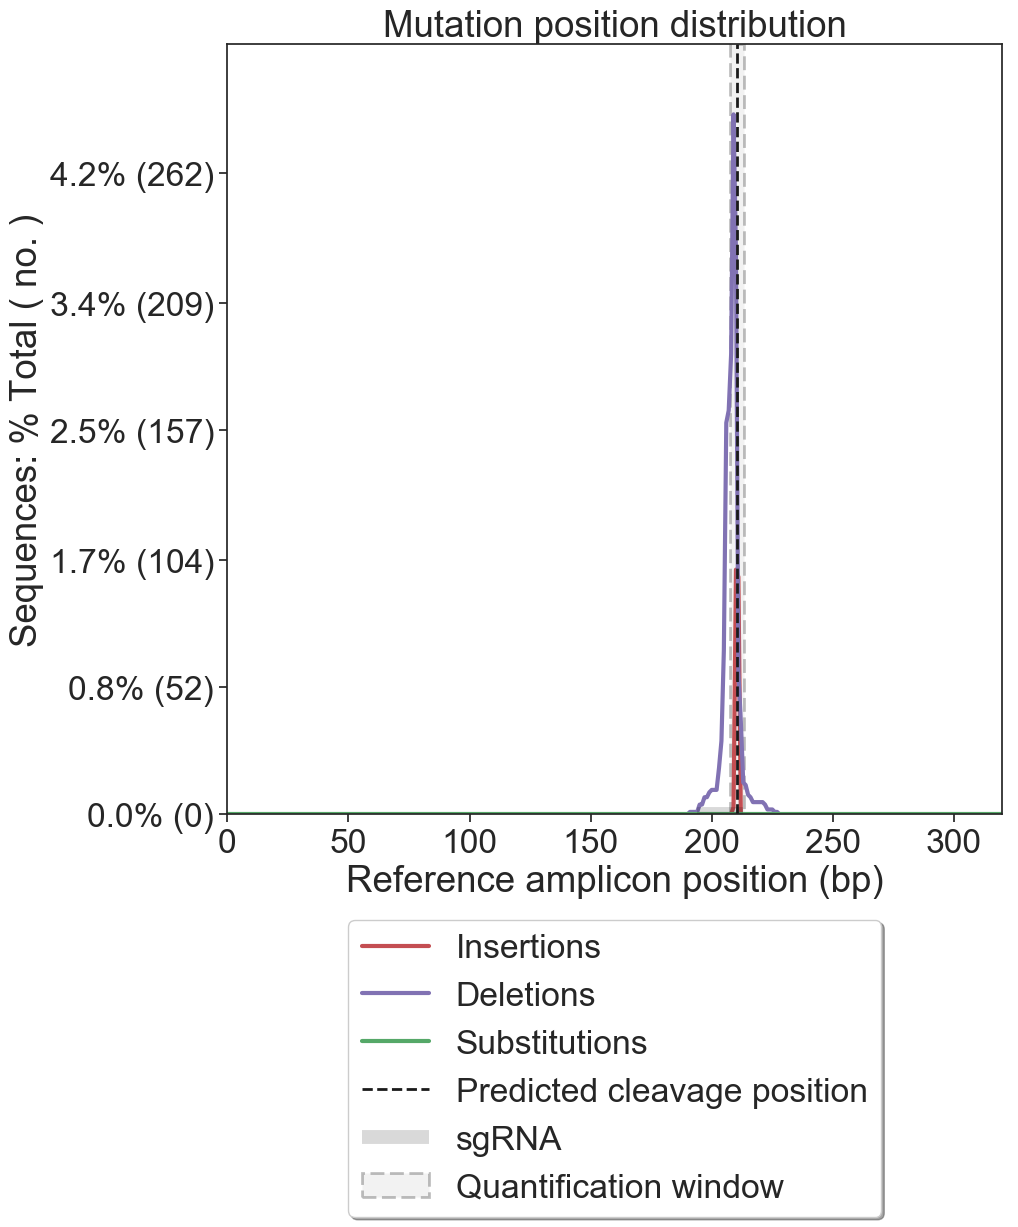 Mutation position distribution
Sequences: % Total ( no. )
4.2% (262)
3.4% (209)
2.5% (157)
1.7% (104)
0.8% (52)
0.0% (0)
0 50 100 150 200 250 300
Reference amplicon position (bp)
Insertions
Deletions
Substitutions
Predicted cleavage position
sgRNA
Quantification window